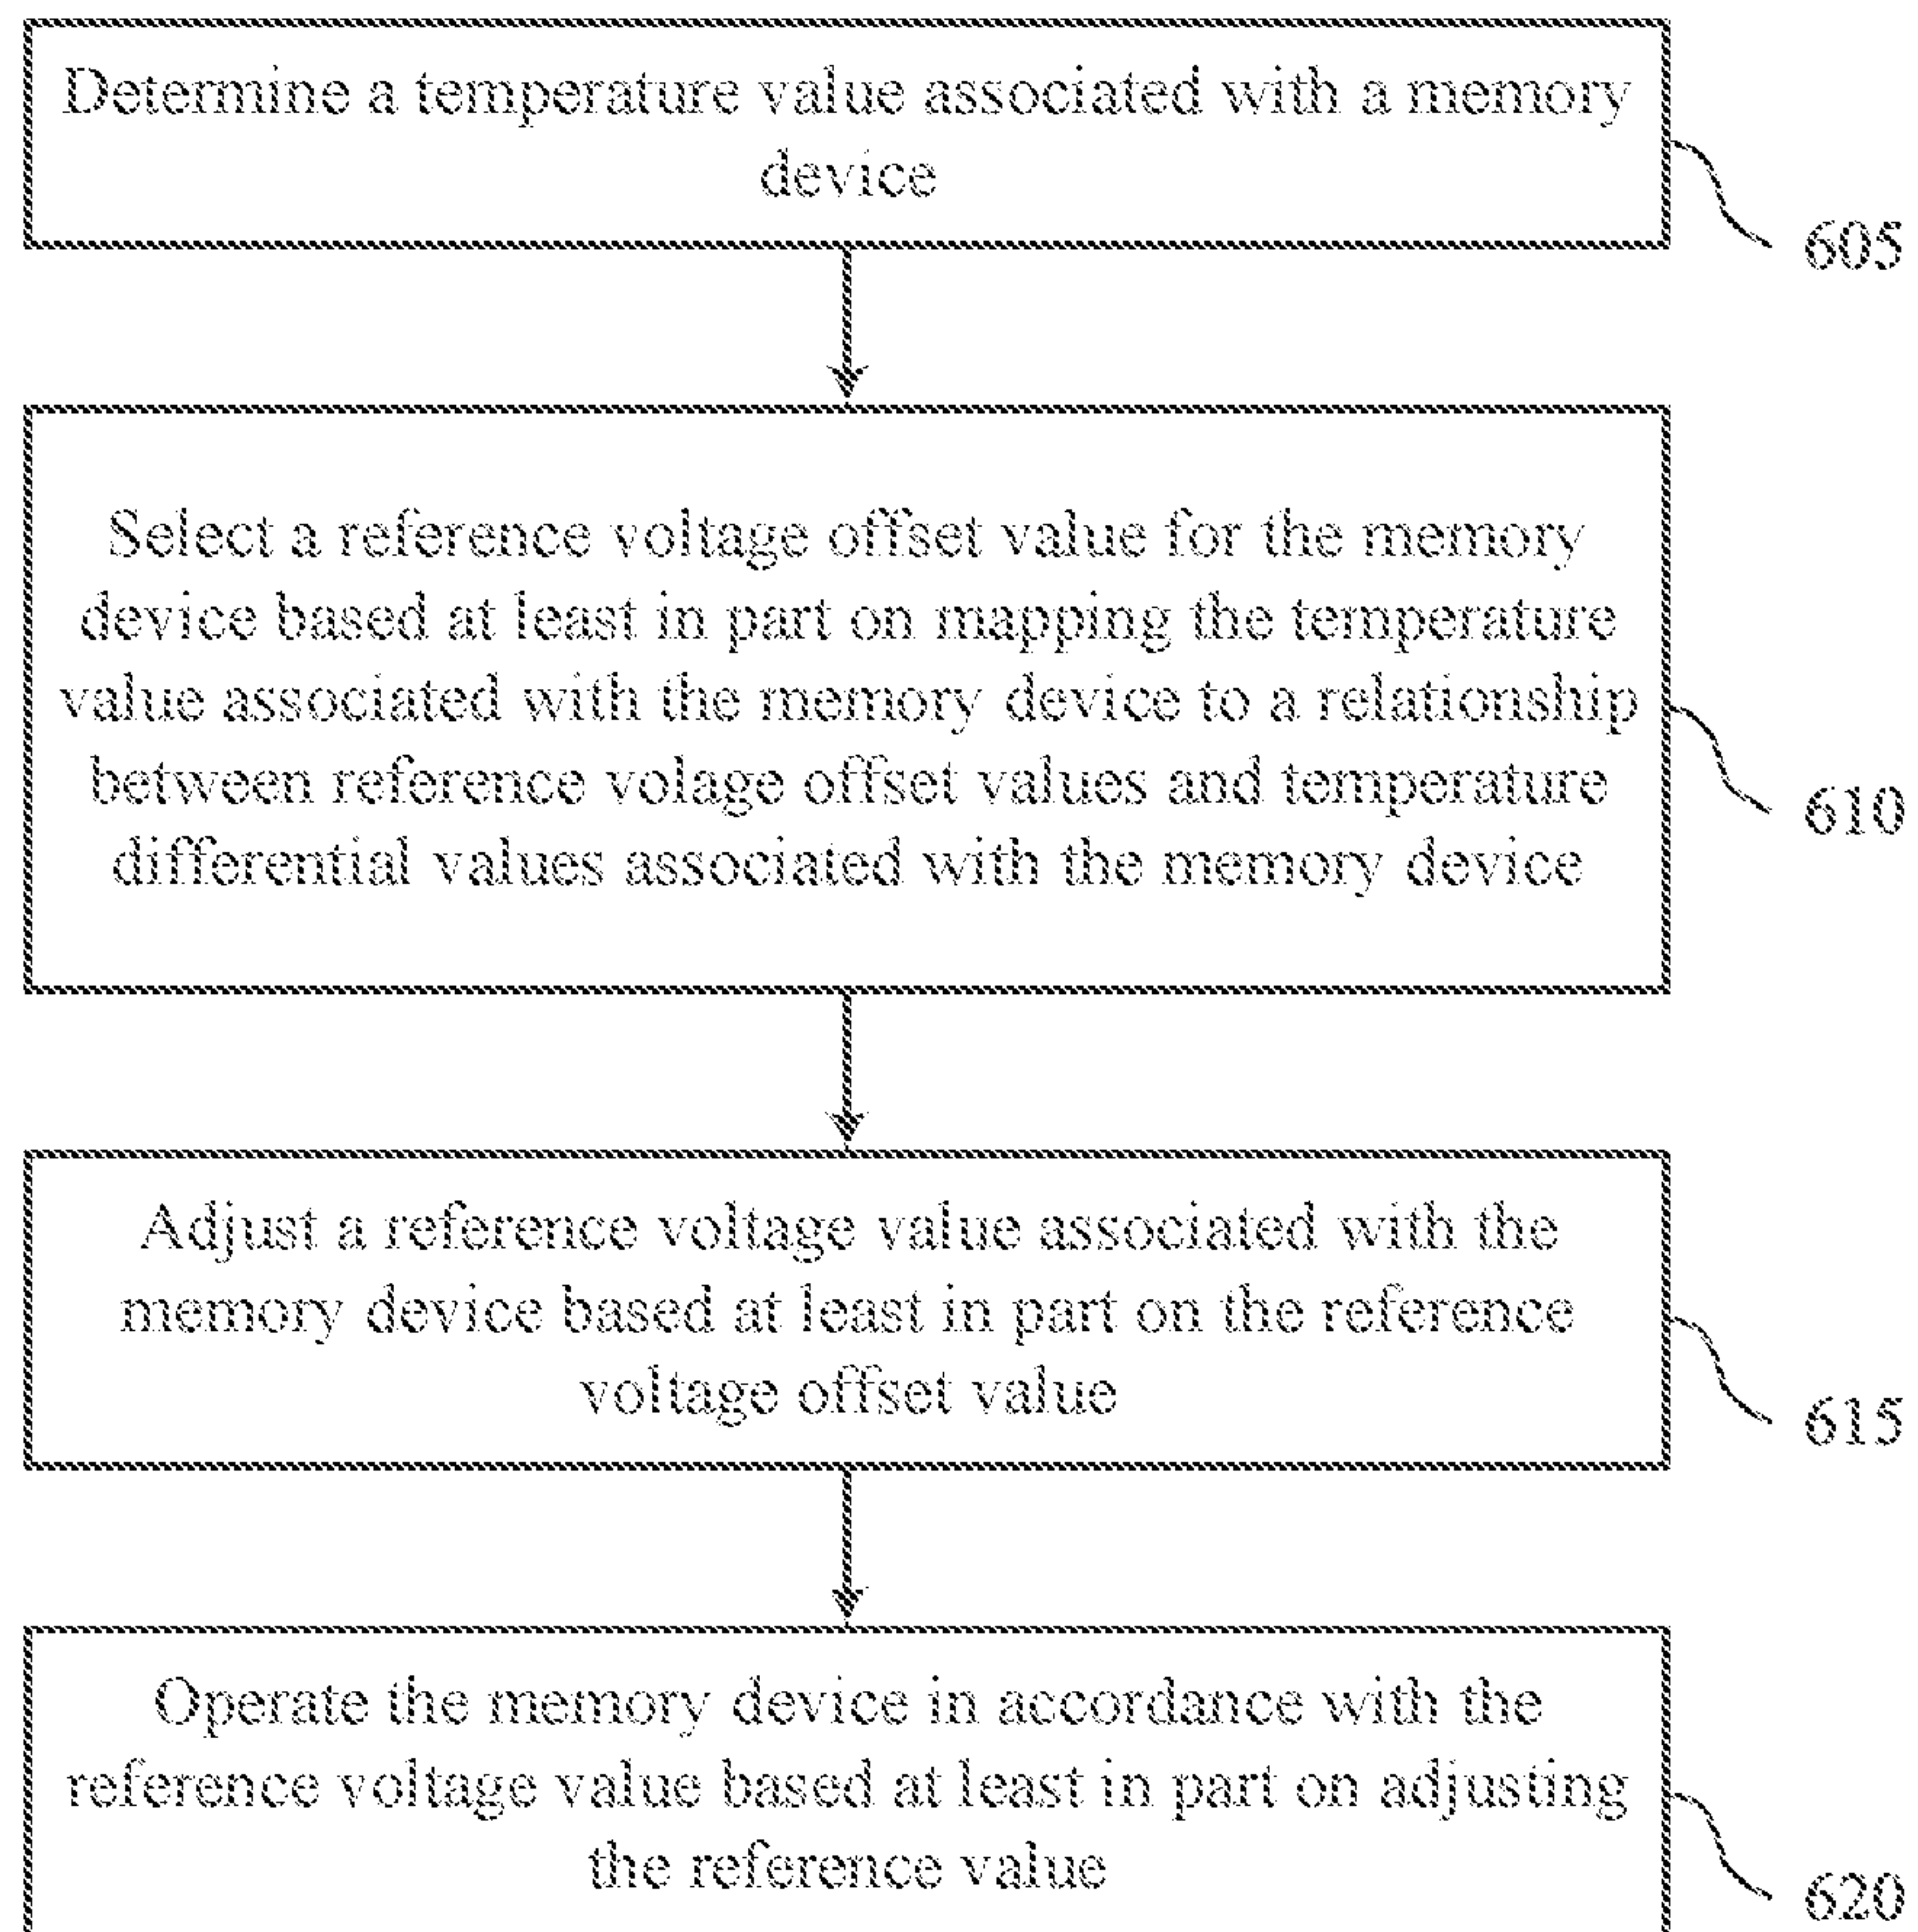 Determine a temperature value associated with a memory
device
605
Select a reference voltage offset value for the memory
device based at least in part on mapping the temperature
value associated with the memory device to a relationship
between reference volage offset values and temperature
differential values associated with the memory device
610
Adjust a reference voltage value associated with the
memory device based at least in part on the reference
voltage offset value
615
Operate the memory device in accordance with the
reference voltage value based at least in part on adjusting
the reference value
620